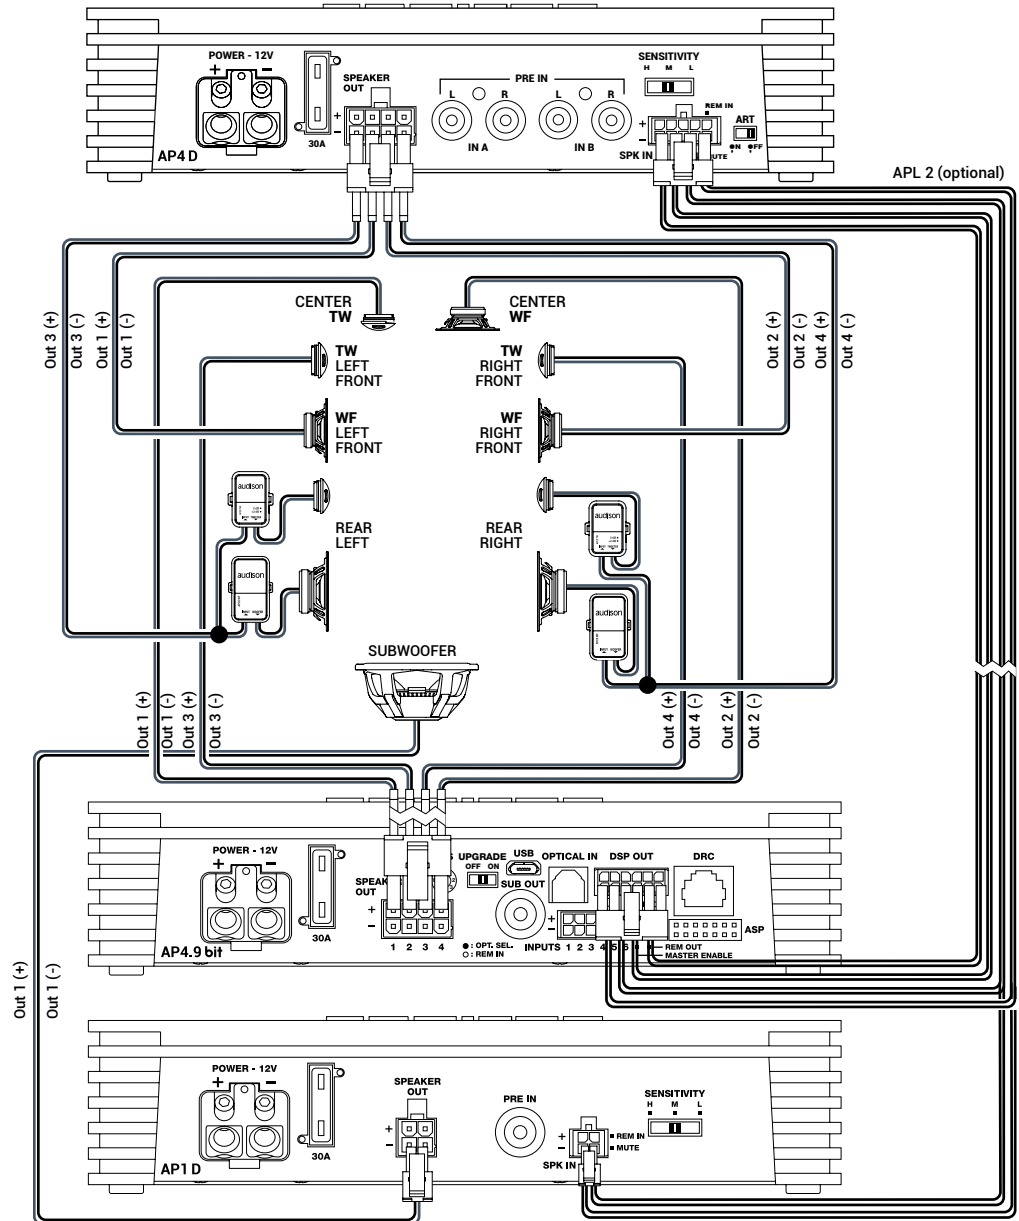 POWER - 12V
+ −
30A
SPEAKER
OUT
+
−
PRE IN
L R L R
IN A IN B
SENSITIVITY
H M L
REM IN
ART
+
−
ON OFF
SPK IN
UTE
AP4 D
APL 2 (optional)
CENTER
TW
CENTER
WF
Out 3 (+)
Out 3 (-)
Out 1 (+)
Out 1 (-)
Out 2 (+)
Out 2 (-)
Out 4 (+)
Out 4 (-)
TW
LEFT
FRONT
TW
RIGHT
FRONT
WF
LEFT
FRONT
WF
RIGHT
FRONT
audison
audison
REAR
LEFT
REAR
RIGHT
audison
audison
SUBWOOFER
Out 1 (+)
Out 1 (-)
Out 3 (+)
Out 3 (-)
Out 4 (+)
Out 4 (-)
Out 2 (+)
Out 2 (-)
POWER - 12V
+ −
30A
SPEAK
OUT
+
−
1 2 3 4
UPGRADE
OFF ON
USB
SUB OUT
OPTICAL IN
DSP OUT
DRC
+
−
ASP
● : OPT. SEL.
○ : REM IN
INPUTS 1 2 3 4 5 6
REM OUT
MASTER ENABLE
AP4.9 bit
Out 1 (+)
Out 1 (-)
POWER - 12V
+ −
30A
SPEAKER
OUT
+
−
PRE IN
+
−
REM IN
MUTE
SPK IN
SENSITIVITY
H M L
AP1 D